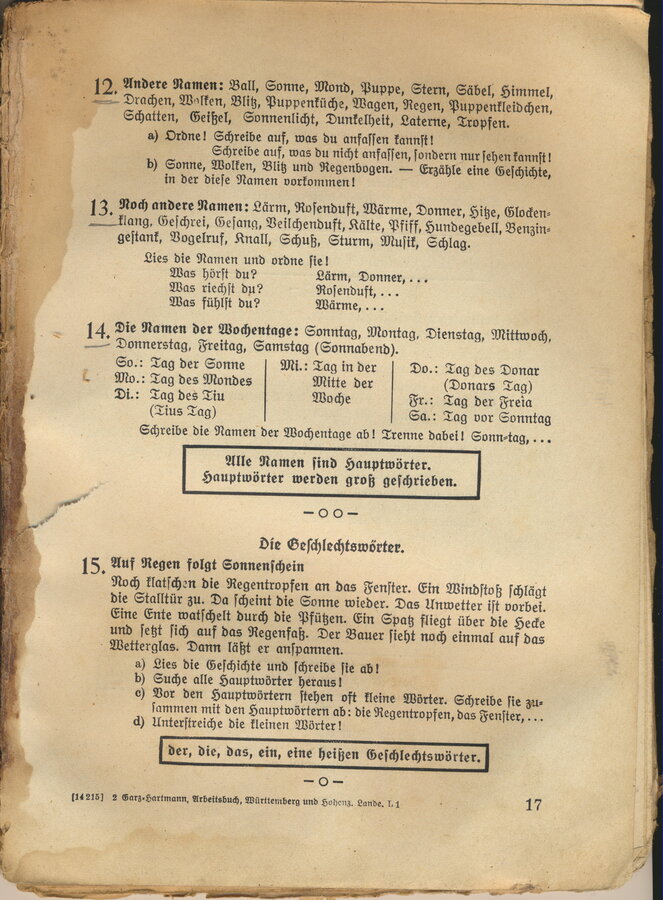 12. Andere Namen: Ball, Sonne, Mond, Puppe, Stern, Säbel, Himmel,
Drachen, Wolken, Blitz, Puppenküche, Wagen, Regen, Puppenkleidchen,
Schatten, Geißel, Sonnenlicht, Dunkelheit, Laterne, Tropfen.
a) Ordne! Schreibe auf, was du anfassen kannst!
Schreibe auf, was du nicht anfassen, sondern nur sehen kannst!
b) Sonne, Wolken, Blitz und Regenbogen. — Erzähle eine Geschichte,
in der diese Namen vorkommen!
13. Noch andere Namen: Lärm, Rosenduft, Wärme, Donner, Hitze, Glocken-
klang, Geschrei, Gesang, Veilchenduft, Kälte, Pfiff, Hundegebell, Benzin-
gestank, Vogelruf, Knall, Schuß, Sturm, Musik, Schlag.
Lies die Namen und ordne sie!
Was hörst du? Lärm, Donner, ...
Was riechst du? Rosenduft, ...
Was fühlst du? Wärme, ...
14. Die Namen der Wochentage: Sonntag, Montag, Dienstag, Mittwoch,
Donnerstag, Freitag, Samstag (Sonnabend).
So.: Tag der Sonne
Mo.: Tag des Mondes
Di.: Tag des Tiu
(Tius Tag)
Mi.: Tag in der
Mitte der
Woche
Do.: Tag des Donar
(Donars Tag)
Fr.: Tag der Freia
Sa.: Tag vor Sonntag
Schreibe die Namen der Wochentage ab! Trenne dabei! Sonn-tag, ...
Alle Namen sind Hauptwörter.
Hauptwörter werden groß geschrieben.
Die Geschlechtswörter.
15. Auf Regen folgt Sonnenschein
Noch klatschen die Regentropfen an das Fenster. Ein Windstoß schlägt
die Stalltür zu. Da scheint die Sonne wieder. Das Unwetter ist vorbei.
Eine Ente watschelt durch die Pfützen. Ein Spatz fliegt über die Hecke
und setzt sich auf das Regenfaß. Der Bauer sieht noch einmal auf das
Wetterglas. Dann läßt er anspannen.
a) Lies die Geschichte und schreibe sie ab!
b) Suche alle Hauptwörter heraus!
c) Vor den Hauptwörtern stehen oft kleine Wörter. Schreibe sie zu-
sammen mit den Hauptwörtern ab: die Regentropfen, das Fenster, ...
d) Unterstreiche die kleinen Wörter!
der, die, das, ein, eine heißen Geschlechtswörter.
[14215] 2 Garz-Hartmann, Arbeitsbuch, Württemberg und Hohenz. Lande. I. 1
17